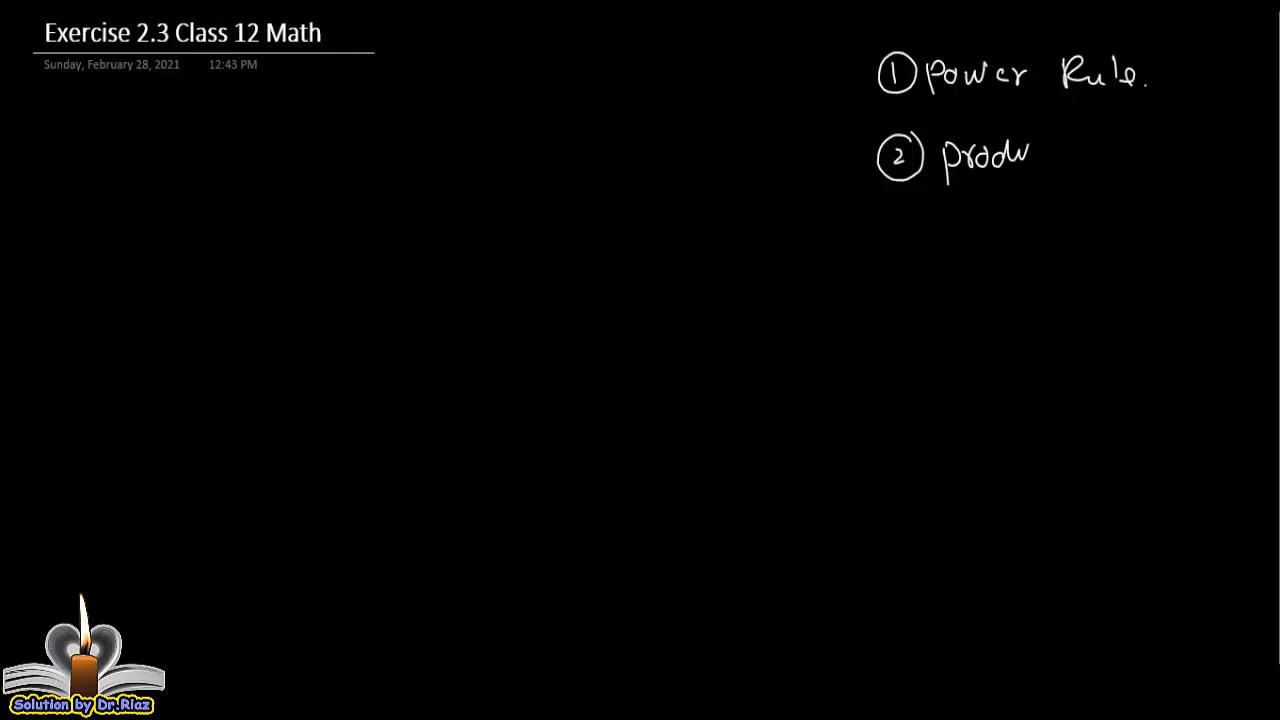 Exercise 2.3 Class 12 Math
Sunday, February 28, 2021 12:43 PM
① Power Rule.
② produ
Solution by Dr.Riaz